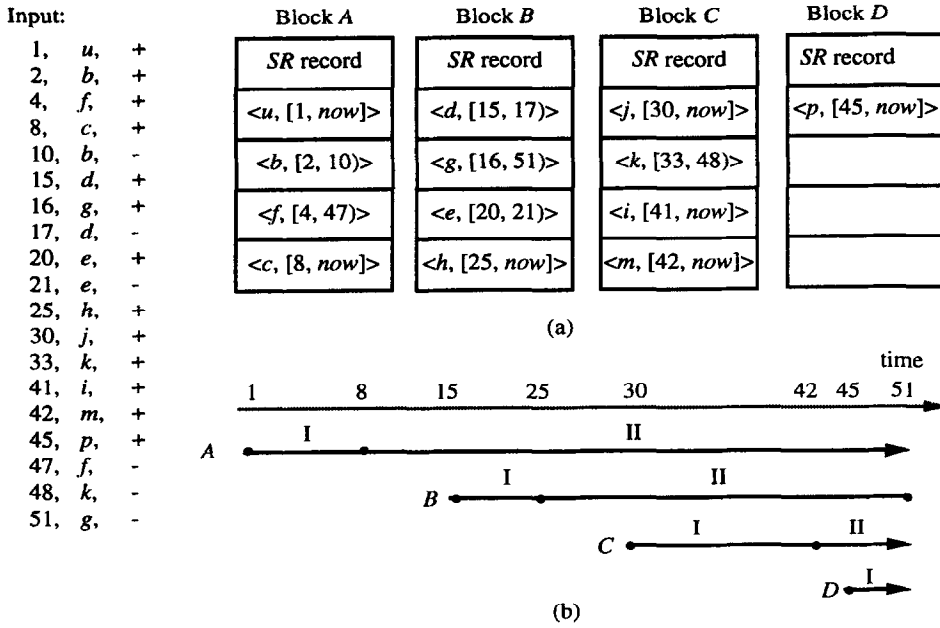 Input:
1, u, +
2, b, +
4, f, +
8, c, +
10, b, -
15, d, +
16, g, +
17, d, -
20, e, +
21, e, -
25, h, +
30, j, +
33, k, +
41, i, +
42, m, +
45, p, +
47, f, -
48, k, -
51, g, -
Block A
SR record
<u, [1, now]>
<b, [2, 10)>
<f, [4, 47)>
<c, [8, now]>
Block B
SR record
<d, [15, 17)>
<g, [16, 51)>
<e, [20, 21)>
<h, [25, now]>
Block C
SR record
<j, [30, now]>
<k, [33, 48)>
<i, [41, now]>
<m, [42, now]>
Block D
SR record
<p, [45, now]>
(a)
time
1 8 15 25 30 42 45 51
I II
A
I II
B
I II
C
I
D
(b)